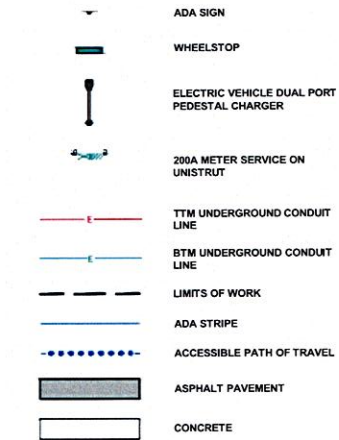 ADA SIGN
WHEELSTOP
ELECTRIC VEHICLE DUAL PORT
PEDESTAL CHARGER
200A METER SERVICE ON
UNISTRUT
E
TTM UNDERGROUND CONDUIT
LINE
E
BTM UNDERGROUND CONDUIT
LINE
LIMITS OF WORK
ADA STRIPE
ACCESSIBLE PATH OF TRAVEL
ASPHALT PAVEMENT
CONCRETE